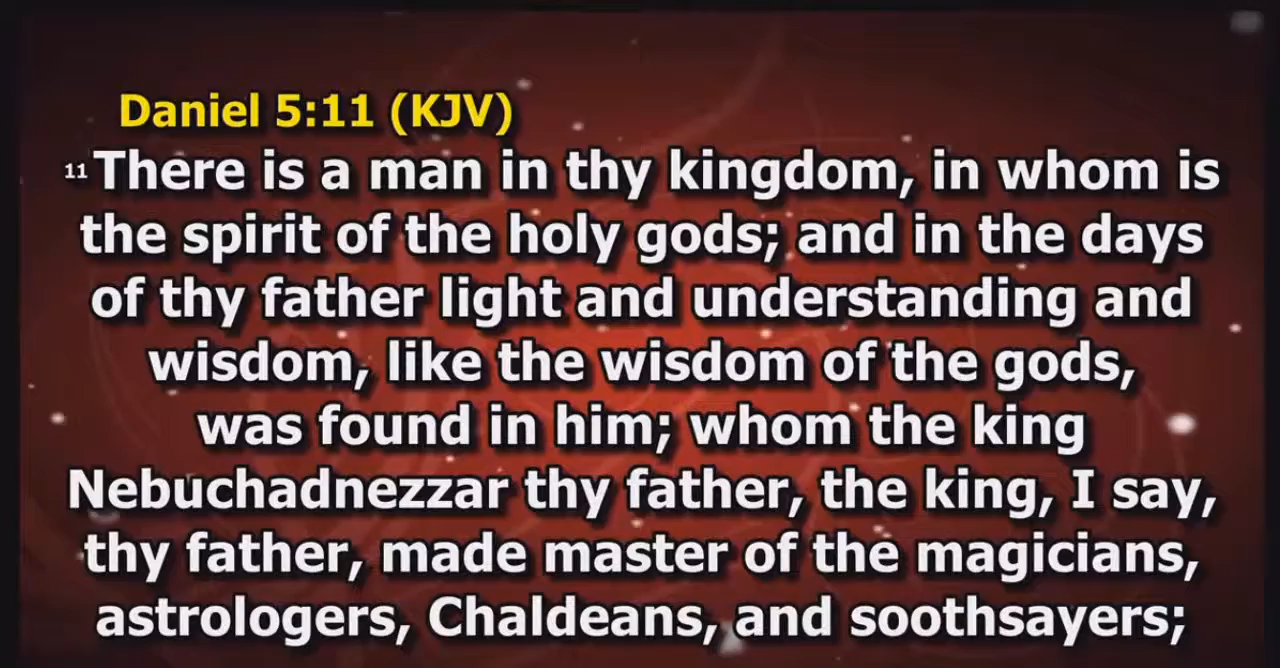 Daniel 5:11 (KJV)
11 There is a man in thy kingdom, in whom is
the spirit of the holy gods; and in the days
of thy father light and understanding and
wisdom, like the wisdom of the gods,
was found in him; whom the king
Nebuchadnezzar thy father, the king, I say,
thy father, made master of the magicians,
astrologers, Chaldeans, and soothsayers;